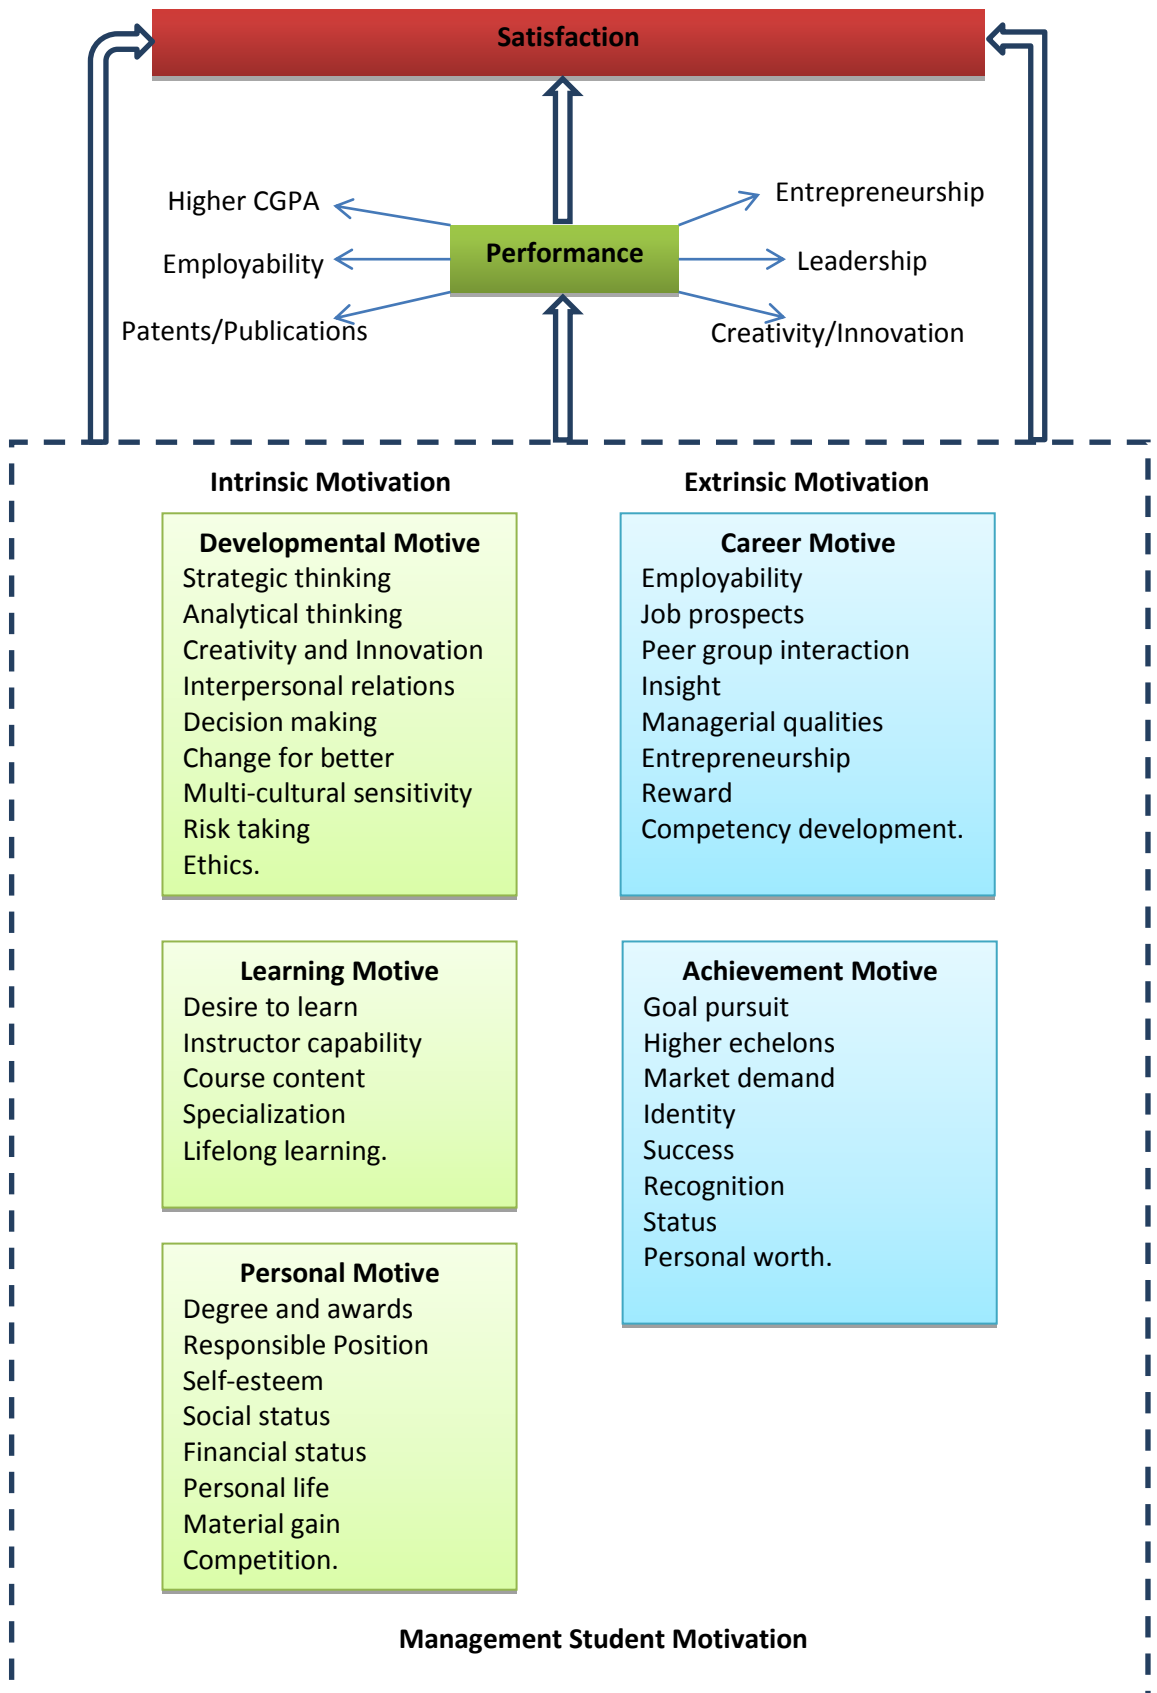 Satisfaction
Higher CGPA
Entrepreneurship
Employability
Performance
Leadership
Patents/Publications
Creativity/Innovation
Intrinsic Motivation
Extrinsic Motivation
Developmental Motive
Strategic thinking
Analytical thinking
Creativity and Innovation
Interpersonal relations
Decision making
Change for better
Multi-cultural sensitivity
Risk taking
Ethics.
Career Motive
Employability
Job prospects
Peer group interaction
Insight
Managerial qualities
Entrepreneurship
Reward
Competency development.
Learning Motive
Desire to learn
Instructor capability
Course content
Specialization
Lifelong learning.
Achievement Motive
Goal pursuit
Higher echelons
Market demand
Identity
Success
Recognition
Status
Personal worth.
Personal Motive
Degree and awards
Responsible Position
Self-esteem
Social status
Financial status
Personal life
Material gain
Competition.
Management Student Motivation